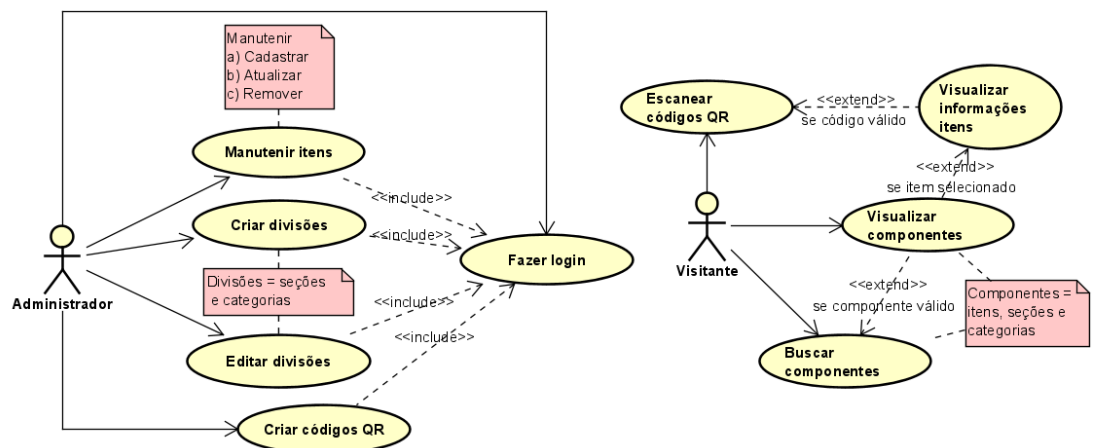 Manutenir
a) Cadastrar
b) Atualizar
c) Remover
Manutenir itens
<<include>>
Criar divisões
<<include>>
Fazer login
Administrador
Divisões = seções
e categorias
<<include>>
Editar divisões
<<include>>
Criar códigos QR
Escanear
códigos QR
<<extend>>
se código válido
Visualizar
informações
itens
<<extend>>
se item selecionado
Visualizar
componentes
Visitante
<<extend>>
se componente válido
Componentes =
itens, seções e
categorias
Buscar
componentes